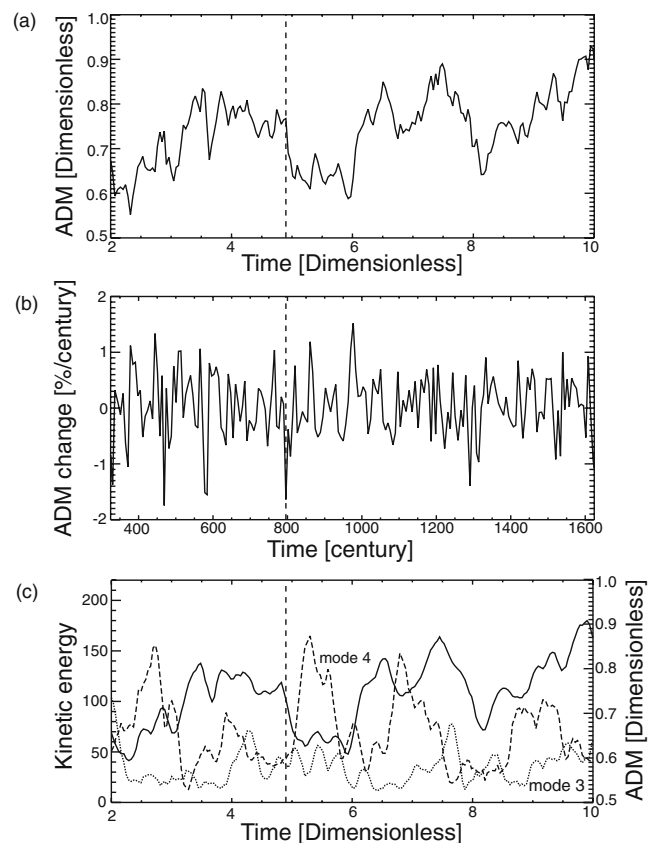 (a)
ADM [Dimensionless]
1.0
0.9
0.8
0.7
0.6
0.5
2 4 6 8 10
Time [Dimensionless]
(b)
ADM change [%/century]
2
1
0
-1
-2
400 600 800 1000 1200 1400 1600
Time [century]
(c)
Kinetic energy
200
150
100
50
0
mode 4
mode 3
1.0
0.9
0.8
0.7
0.6
0.5
ADM [Dimensionless]
2 4 6 8 10
Time [Dimensionless]